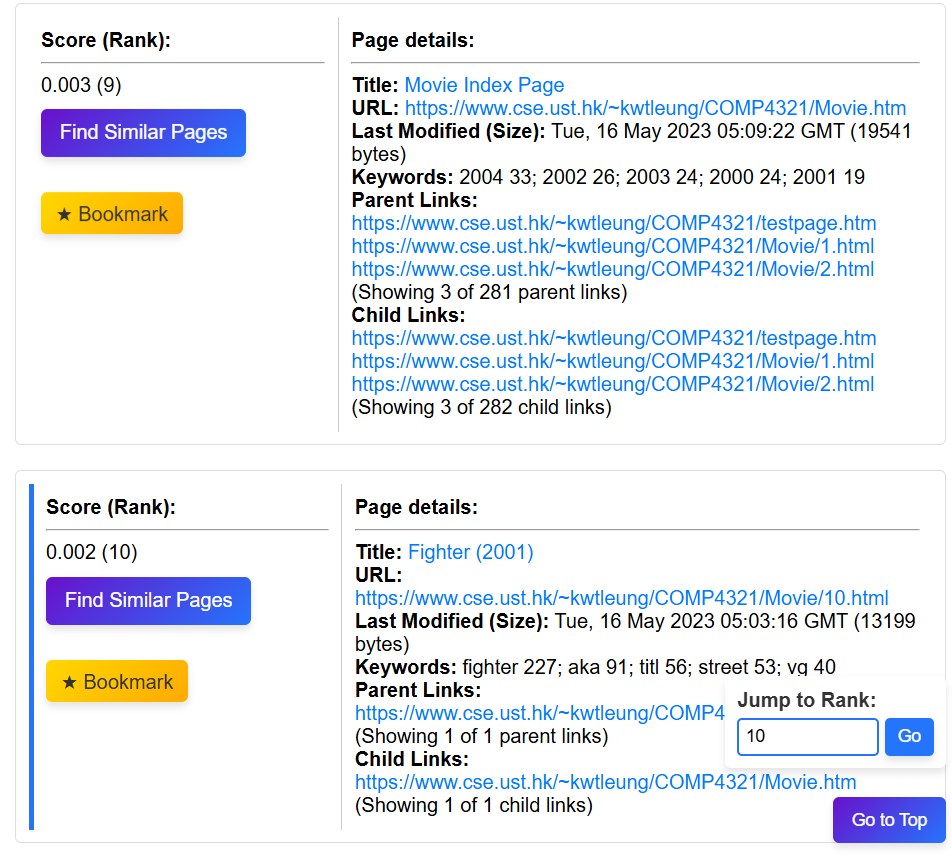 Score (Rank):
0.003 (9)
Find Similar Pages
★ Bookmark
Page details:
Title: Movie Index Page
URL: https://www.cse.ust.hk/~kwtleung/COMP4321/Movie.htm
Last Modified (Size): Tue, 16 May 2023 05:09:22 GMT (19541
bytes)
Keywords: 2004 33; 2002 26; 2003 24; 2000 24; 2001 19
Parent Links:
https://www.cse.ust.hk/~kwtleung/COMP4321/testpage.htm
https://www.cse.ust.hk/~kwtleung/COMP4321/Movie/1.html
https://www.cse.ust.hk/~kwtleung/COMP4321/Movie/2.html
(Showing 3 of 281 parent links)
Child Links:
https://www.cse.ust.hk/~kwtleung/COMP4321/testpage.htm
https://www.cse.ust.hk/~kwtleung/COMP4321/Movie/1.html
https://www.cse.ust.hk/~kwtleung/COMP4321/Movie/2.html
(Showing 3 of 282 child links)
Score (Rank):
0.002 (10)
Find Similar Pages
★ Bookmark
Page details:
Title: Fighter (2001)
URL:
https://www.cse.ust.hk/~kwtleung/COMP4321/Movie/10.html
Last Modified (Size): Tue, 16 May 2023 05:03:16 GMT (13199
bytes)
Keywords: fighter 227; aka 91; titl 56; street 53; vg 40
Parent Links:
https://www.cse.ust.hk/~kwtleung/COMP4
(Showing 1 of 1 parent links)
Child Links:
https://www.cse.ust.hk/~kwtleung/COMP4321/Movie.htm
(Showing 1 of 1 child links)
Jump to Rank:
10
Go
Go to Top